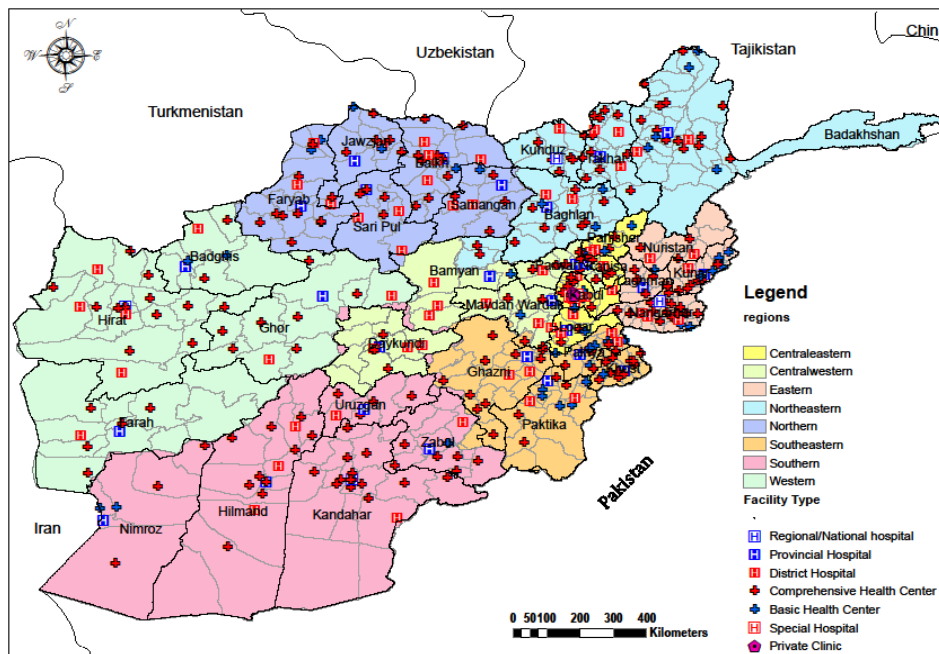 N
W E
S
Uzbekistan
Tajikistan
Chin
Turkmenistan
Badakhshan
Jawzjan
Balkh
Kunduz
Takhar
Faryab
Samangan
Sari Pul
Baghlan
Panjsher
Nuristan
Badghis
Bamyan
Parwan
Kapisa
Laghman
Kunar
Hirat
Ghor
Maydan Wardak
Kabul
Nangarhar
Logar
Daykundi
Ghazni
Paktya
Khost
Uruzgan
Farah
Zabol
Paktika
Pakistan
Iran
Nimroz
Hilmand
Kandahar
Legend
regions
Centraleastern
Centralwestern
Eastern
Northeastern
Northern
Southeastern
Southern
Western
Facility Type
Regional/National hospital
Provincial Hospital
District Hospital
Comprehensive Health Center
Basic Health Center
Special Hospital
Private Clinic
0 50100 200 300 400
Kilometers